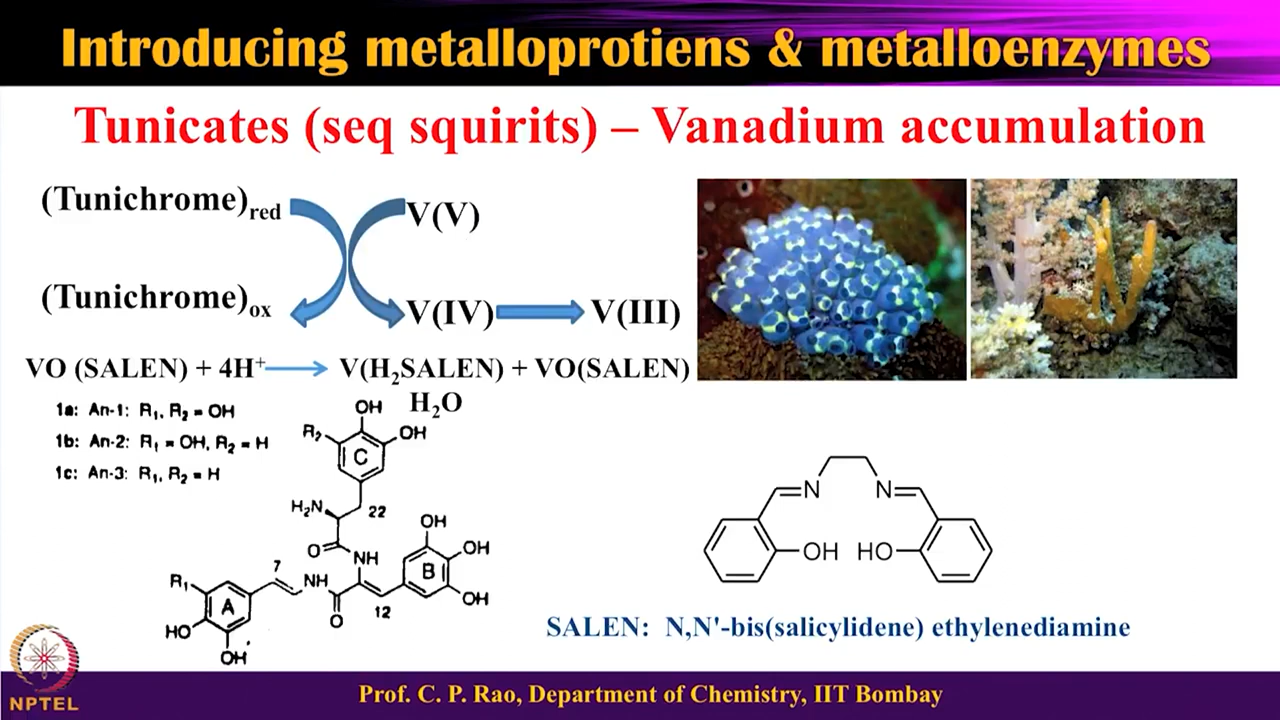 Introducing metalloprotiens & metalloenzymes
Tunicates (seq squirits) – Vanadium accumulation
(Tunichrome)red
V(V)
(Tunichrome)ox
V(IV)
V(III)
VO (SALEN) + 4H⁺
V(H₂SALEN) + VO(SALEN)
H₂O
1a: An-1: R₁, R₂ = OH
1b: An-2: R₁ = OH, R₂ = H
1c: An-3: R₁, R₂ = H
OH
R₂
OH
C
H₂N
22
O
NH
OH
OH
B
OH
7
NH
R₁
A
O
12
HO
OH
N
N
OH
HO
SALEN: N,N'-bis(salicylidene) ethylenediamine
NPTEL
Prof. C. P. Rao, Department of Chemistry, IIT Bombay